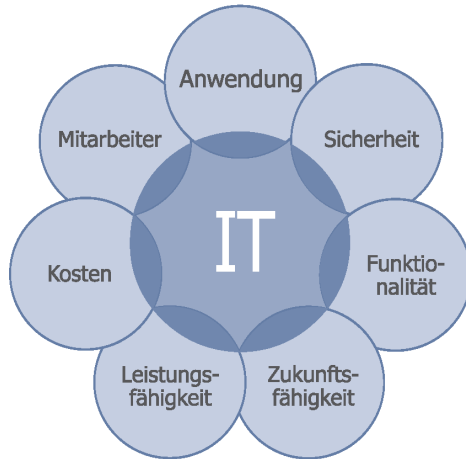 Anwendung
Sicherheit
Funktio-
nalität
Zukunfts-
fähigkeit
Leistungs-
fähigkeit
Kosten
Mitarbeiter
IT